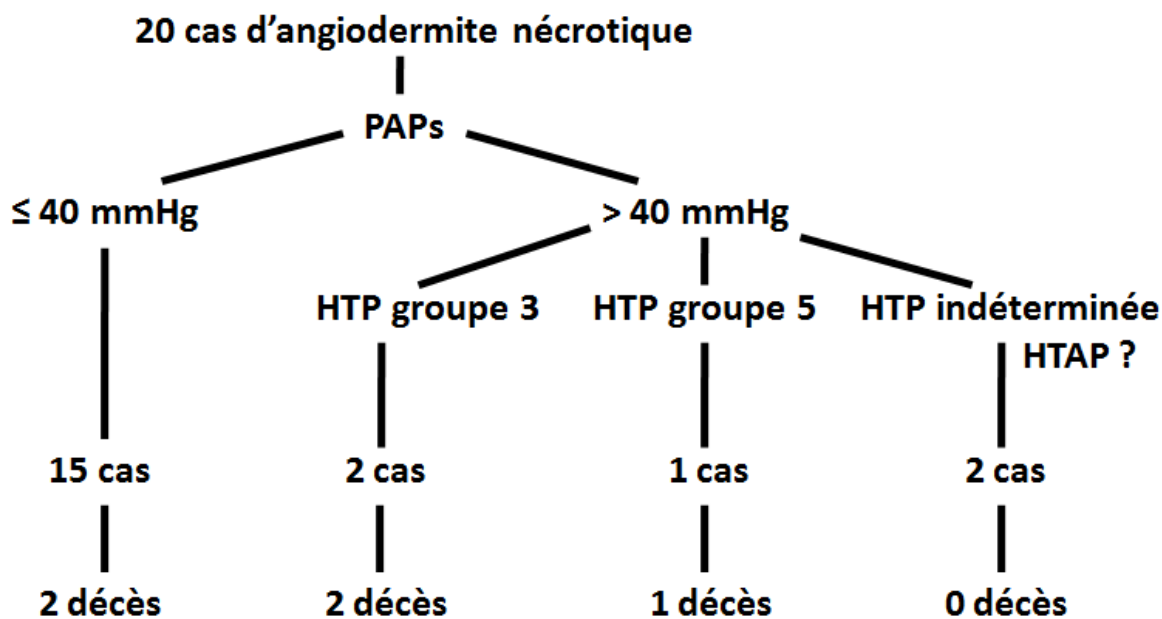 20 cas d’angiodermite nécrotique
PAPs
≤ 40 mmHg
> 40 mmHg
HTP groupe 3
HTP groupe 5
HTP indéterminée
HTAP ?
15 cas
2 cas
1 cas
2 cas
2 décès
2 décès
1 décès
0 décès